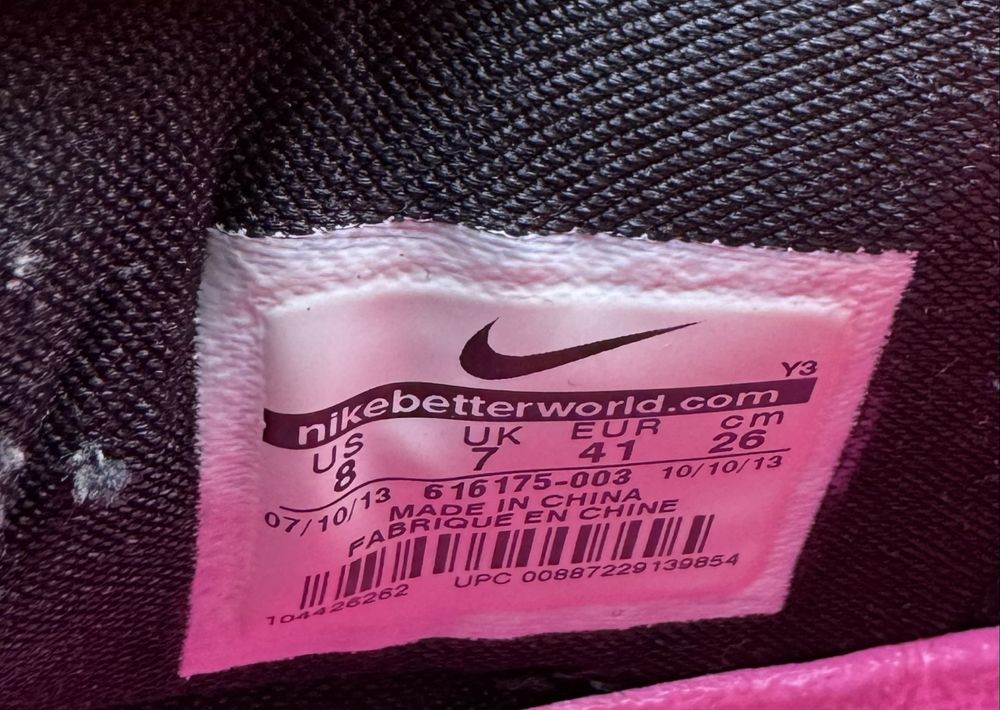 Y3
nikebetterworld.com
US UK EUR cm
8 7 41 26
07/10/13 616175-003 10/10/13
MADE IN CHINA
FABRIQUE EN CHINE
104426262 UPC 00887229139854